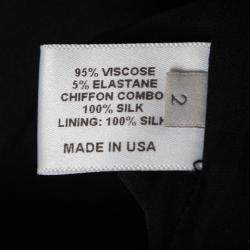 95% VISCOSE
5% ELASTANE
CHIFFON COMBO
100% SILK
LINING: 100% SILK
MADE IN USA
2